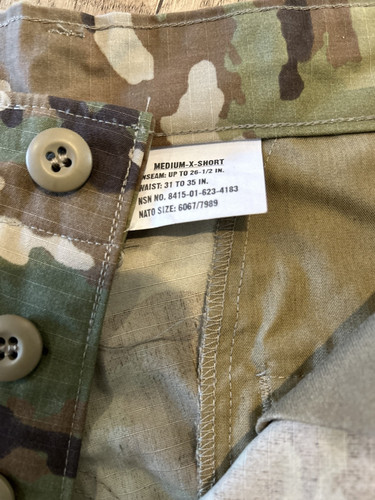 MEDIUM-X-SHORT
INSEAM: UP TO 26-1/2 IN.
WAIST: 31 TO 35 IN.
NSN NO. 8415-01-623-4183
NATO SIZE: 6067/7989